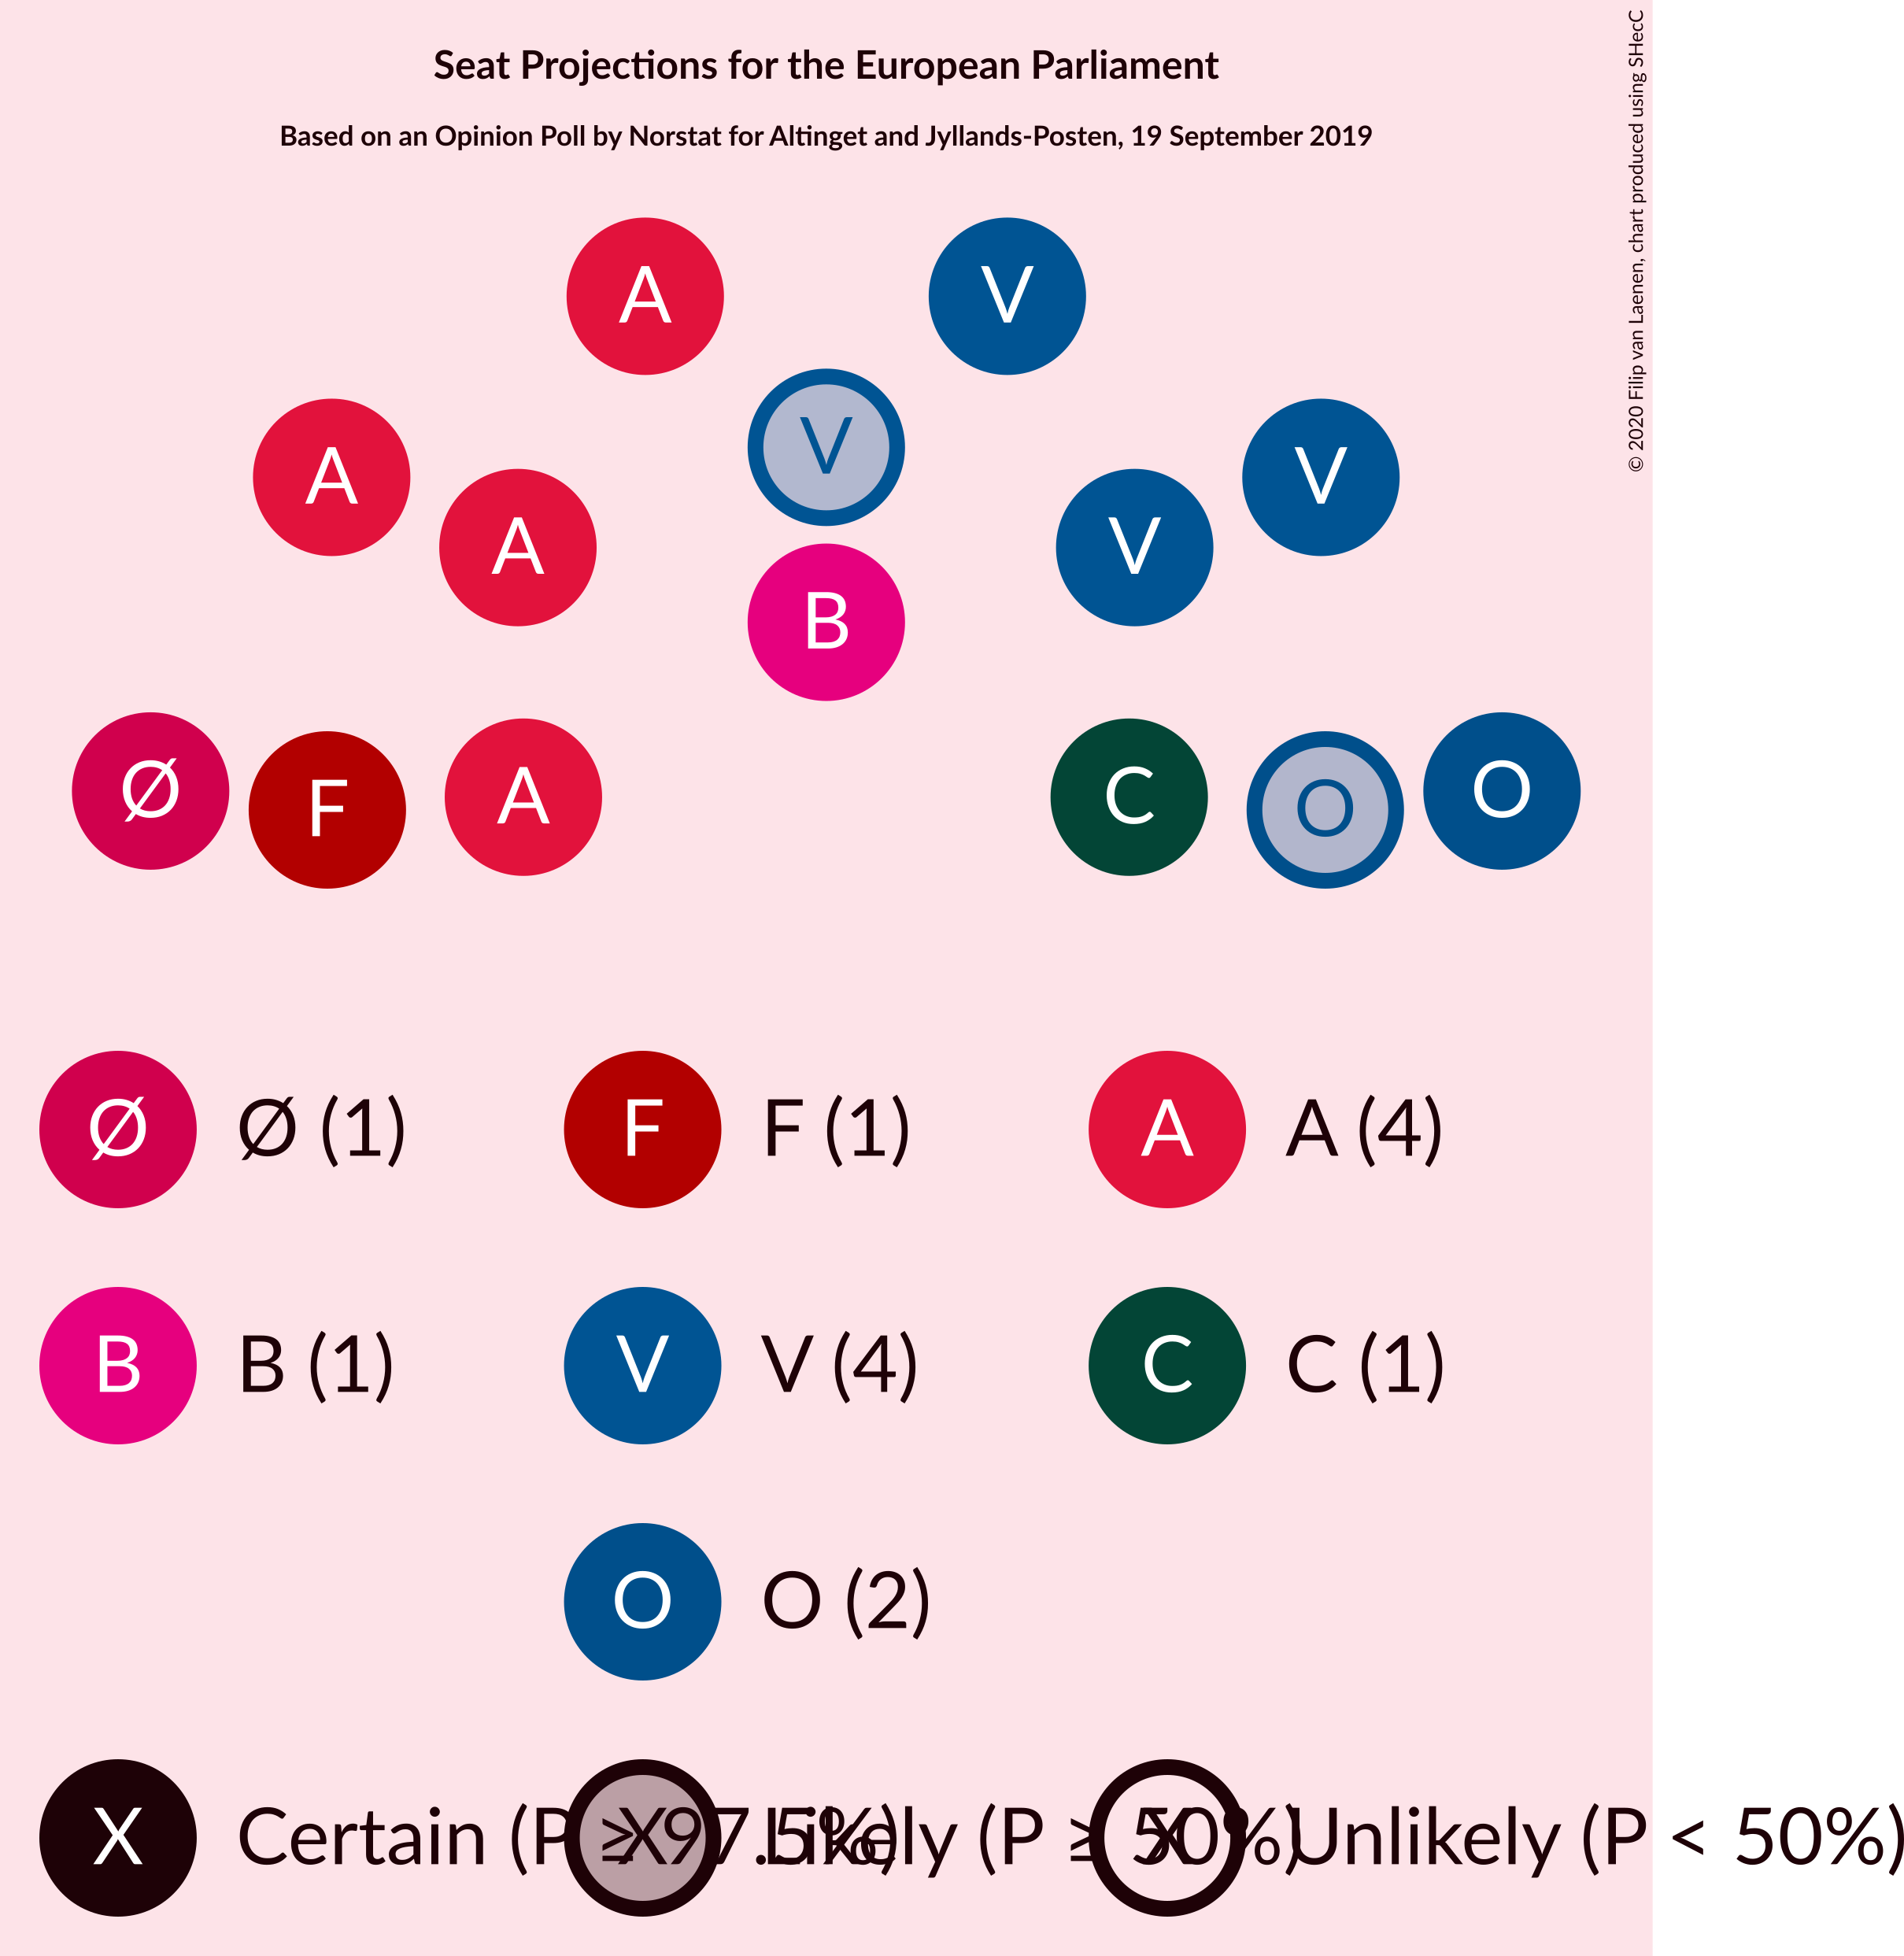 Seat Projections for the European Parliament
Based on an Opinion Poll by Norstat for Altinget and Jyllands-Posten, 19 September 2019
© 2020 Filip van Laenen, chart produced using SHecC
A V
V
A V
A V
B
Ø O
A C
F O
Ø Ø (1) F F (1) A A (4)
B B (1) V V (4) C C (1)
O O (2)
X Certain (P ≥ 97.5%) X Likely (P ≥ 50%) X Unlikely (P < 50%)